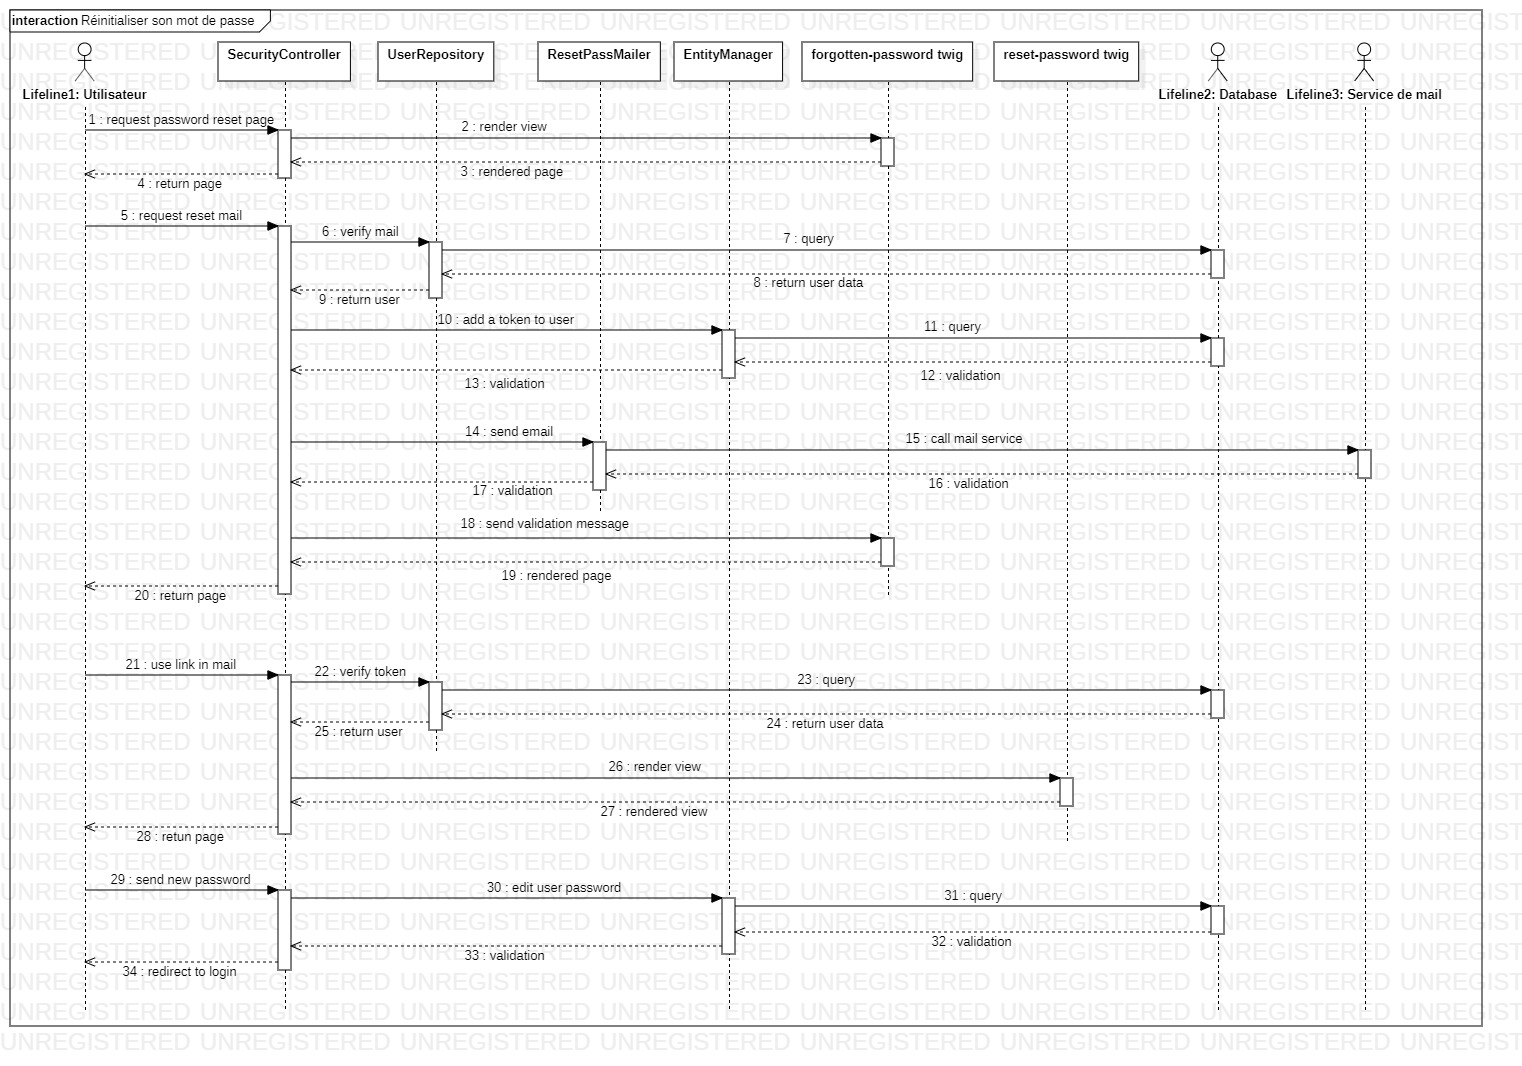 interaction Réinitialiser son mot de passe
SecurityController
UserRepository
ResetPassMailer
EntityManager
forgotten-password twig
reset-password twig
Lifeline1: Utilisateur
Lifeline2: Database
Lifeline3: Service de mail
1 : request password reset page
2 : render view
3 : rendered page
4 : return page
5 : request reset mail
6 : verify mail
7 : query
8 : return user data
9 : return user
10 : add a token to user
11 : query
12 : validation
13 : validation
14 : send email
15 : call mail service
16 : validation
17 : validation
18 : send validation message
19 : rendered page
20 : return page
21 : use link in mail
22 : verify token
23 : query
24 : return user data
25 : return user
26 : render view
27 : rendered view
28 : retun page
29 : send new password
30 : edit user password
31 : query
32 : validation
33 : validation
34 : redirect to login
UNREGISTERED